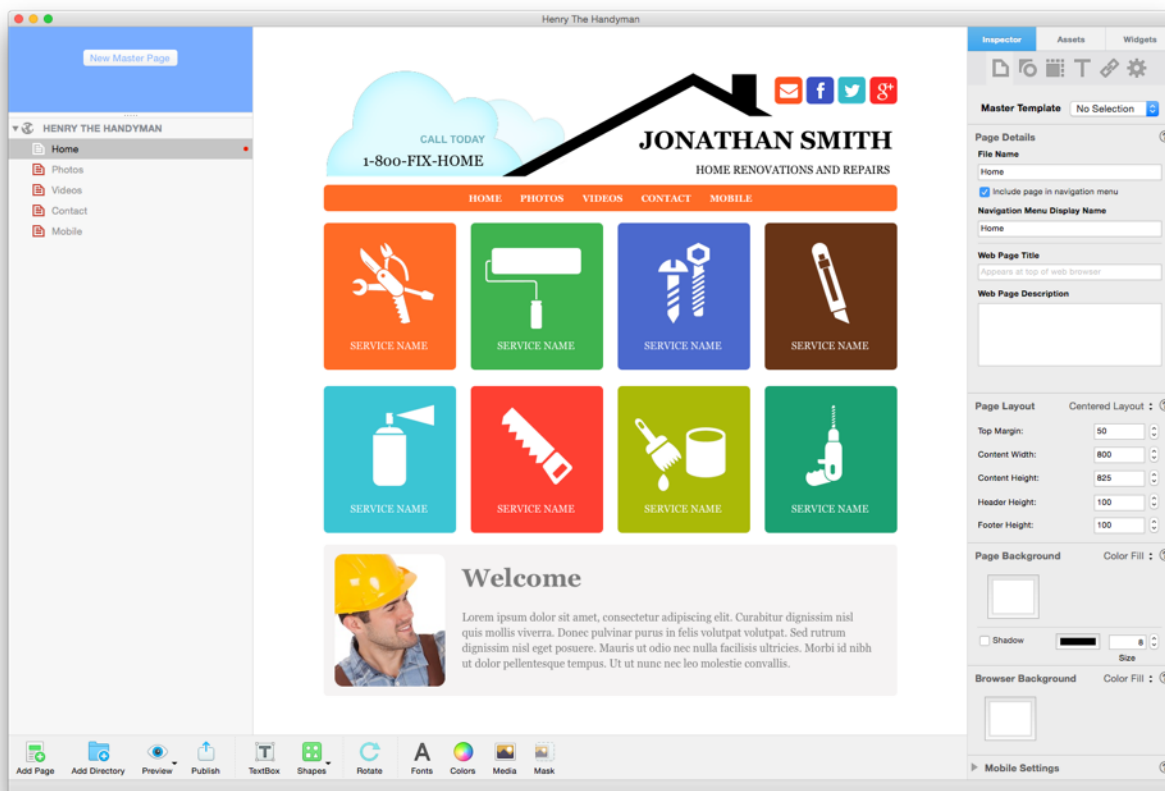 Henry The Handyman
New Master Page
HENRY THE HANDYMAN
Home
Photos
Videos
Contact
Mobile
CALL TODAY
1-800-FIX-HOME
JONATHAN SMITH
HOME RENOVATIONS AND REPAIRS
f
g+
HOME PHOTOS VIDEOS CONTACT MOBILE
SERVICE NAME SERVICE NAME SERVICE NAME SERVICE NAME
SERVICE NAME SERVICE NAME SERVICE NAME SERVICE NAME
Welcome
Lorem ipsum dolor sit amet, consectetur adipiscing elit. Curabitur dignissim nisl
quis mollis viverra. Donec pulvinar purus in felis volutpat volutpat. Sed rutrum
dignissim nisl eget posuere. Mauris ut odio nec nulla facilisis ultricies. Morbi id nibh
ut dolor pellentesque tempus. Ut ut nunc nec leo molestie convallis.
Inspector Assets Widgets
T
Master Template No Selection
Page Details ?
File Name
Home
Include page in navigation menu
Navigation Menu Display Name
Home
Web Page Title
Appears at top of web browser
Web Page Description
Page Layout Centered Layout ?
Top Margin: 50
Content Width: 800
Content Height: 825
Header Height: 100
Footer Height: 100
Page Background Color Fill ?
Shadow 8
Size
Browser Background Color Fill ?
Mobile Settings ?
T A
Add Page Add Directory Preview Publish TextBox Shapes Rotate Fonts Colors Media Mask